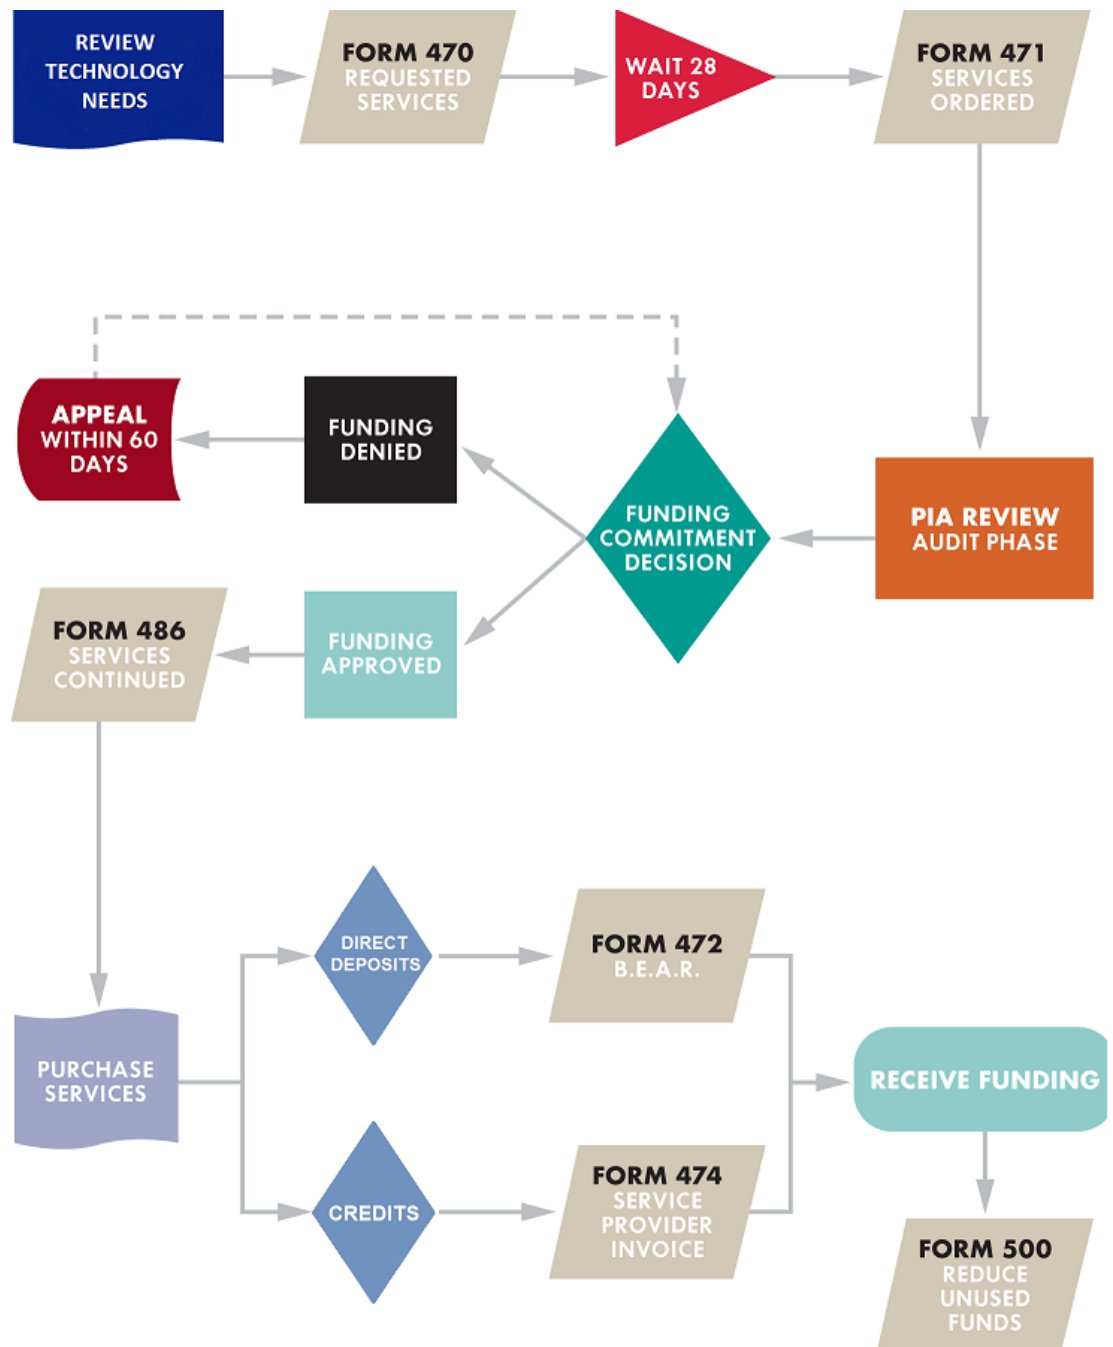 REVIEW
TECHNOLOGY
NEEDS
FORM 470
REQUESTED
SERVICES
WAIT 28
DAYS
FORM 471
SERVICES
ORDERED
APPEAL
WITHIN 60
DAYS
FUNDING
DENIED
FUNDING
COMMITMENT
DECISION
PIA REVIEW
AUDIT PHASE
FORM 486
SERVICES
CONTINUED
FUNDING
APPROVED
DIRECT
DEPOSITS
FORM 472
B.E.A.R.
PURCHASE
SERVICES
RECEIVE FUNDING
CREDITS
FORM 474
SERVICE
PROVIDER
INVOICE
FORM 500
REDUCE
UNUSED
FUNDS